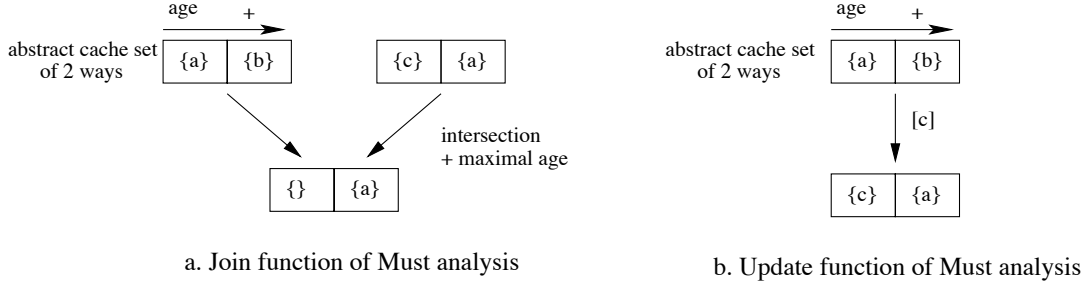 age +
abstract cache set
of 2 ways
{a} {b}
{c} {a}
intersection
+ maximal age
{} {a}
a. Join function of Must analysis
age +
abstract cache set
of 2 ways
{a} {b}
[c]
{c} {a}
b. Update function of Must analysis